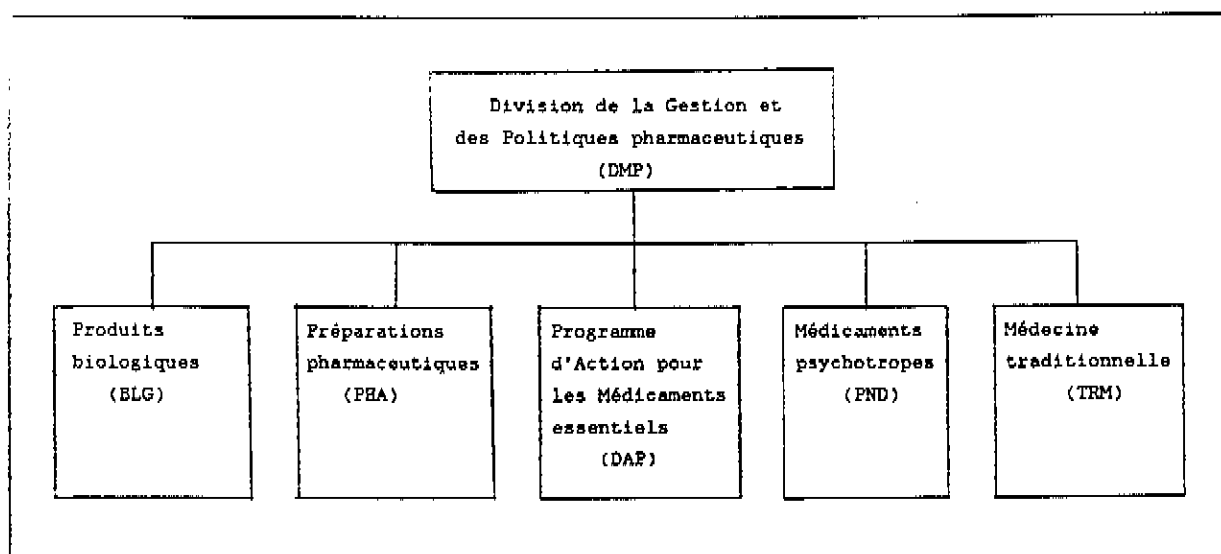 Division de la Gestion et
des Politiques pharmaceutiques
(DMP)
Produits
biologiques
(BLG)
Préparations
pharmaceutiques
(PHA)
Programme
d'Action pour
les Médicaments
essentiels
(DAP)
Médicaments
psychotropes
(PND)
Médecine
traditionnelle
(TRM)